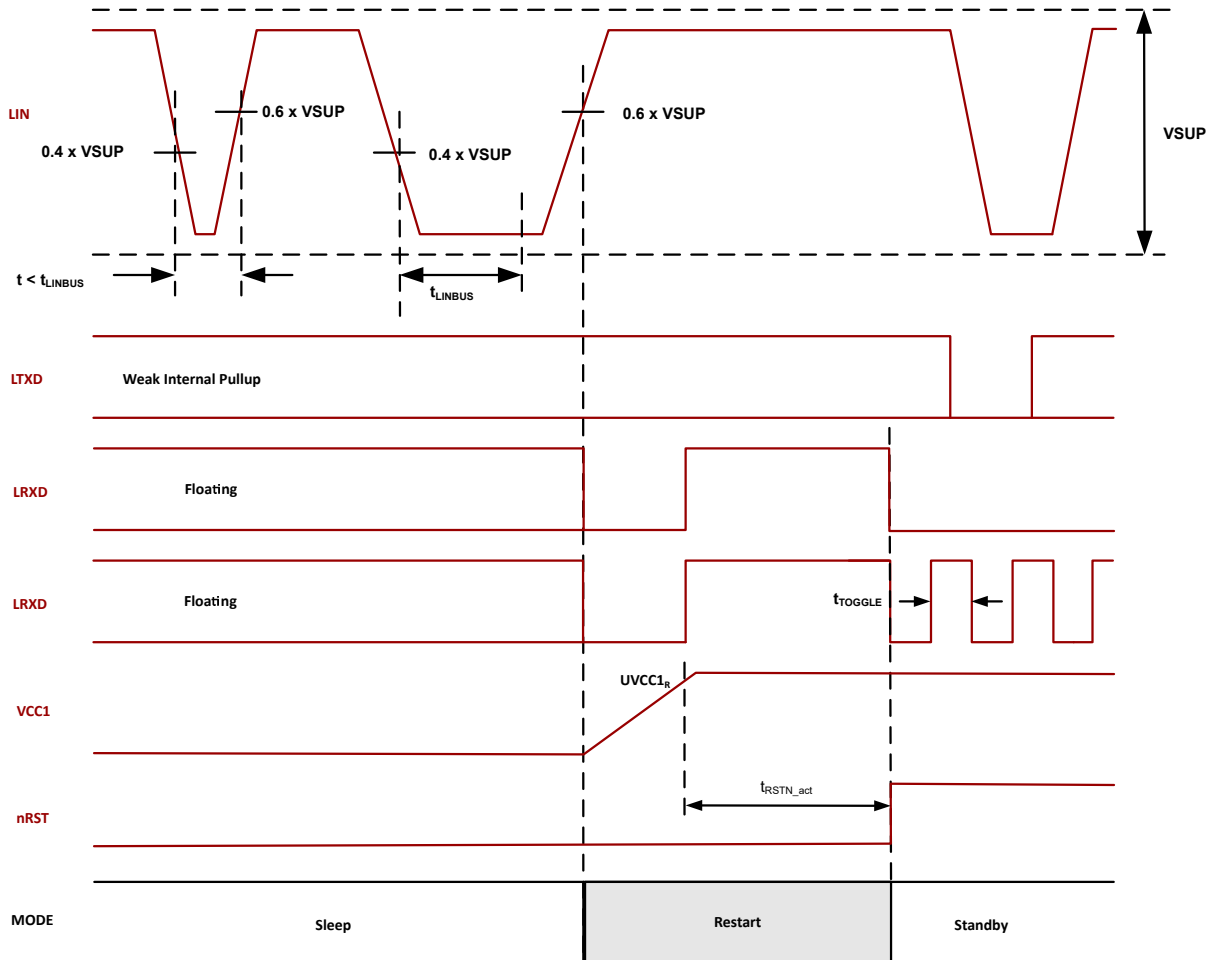 LIN
0.4 x VSUP
0.6 x VSUP
0.4 x VSUP
0.6 x VSUP
VSUP
t < tLINBUS
tLINBUS
LTXD
Weak Internal Pullup
LRXD
Floating
LRXD
Floating
tTOGGLE
VCC1
UVCC1R
nRST
tRSTN_act
MODE
Sleep
Restart
Standby